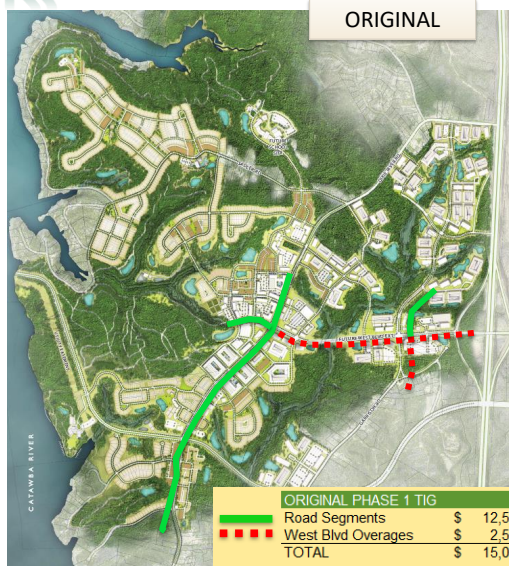 ORIGINAL
CATAWBA RIVER
ORIGINAL PHASE 1 TIG
Road Segments $ 12,5
West Blvd Overages $ 2,5
TOTAL $ 15,0